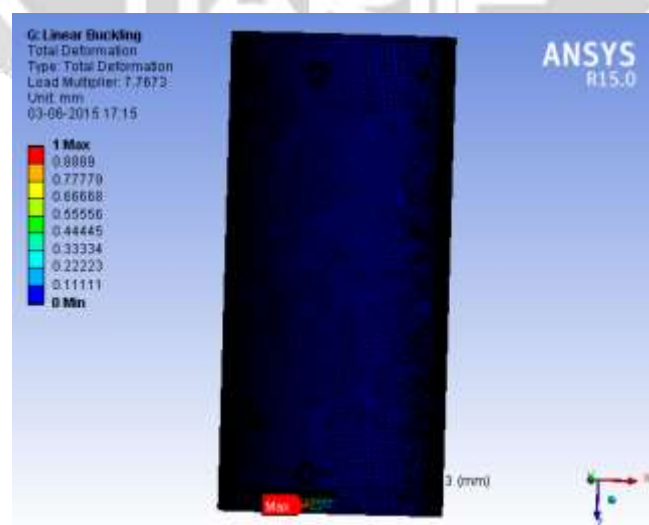 G: Linear Buckling
Total Deformation
Type: Total Deformation
Load Multiplier: 7.7673
Unit: mm
03-06-2015 17:15
1 Max
0.8889
0.77779
0.66668
0.55556
0.44445
0.33334
0.22223
0.11111
0 Min
ANSYS
R15.0
Max
3 (mm)